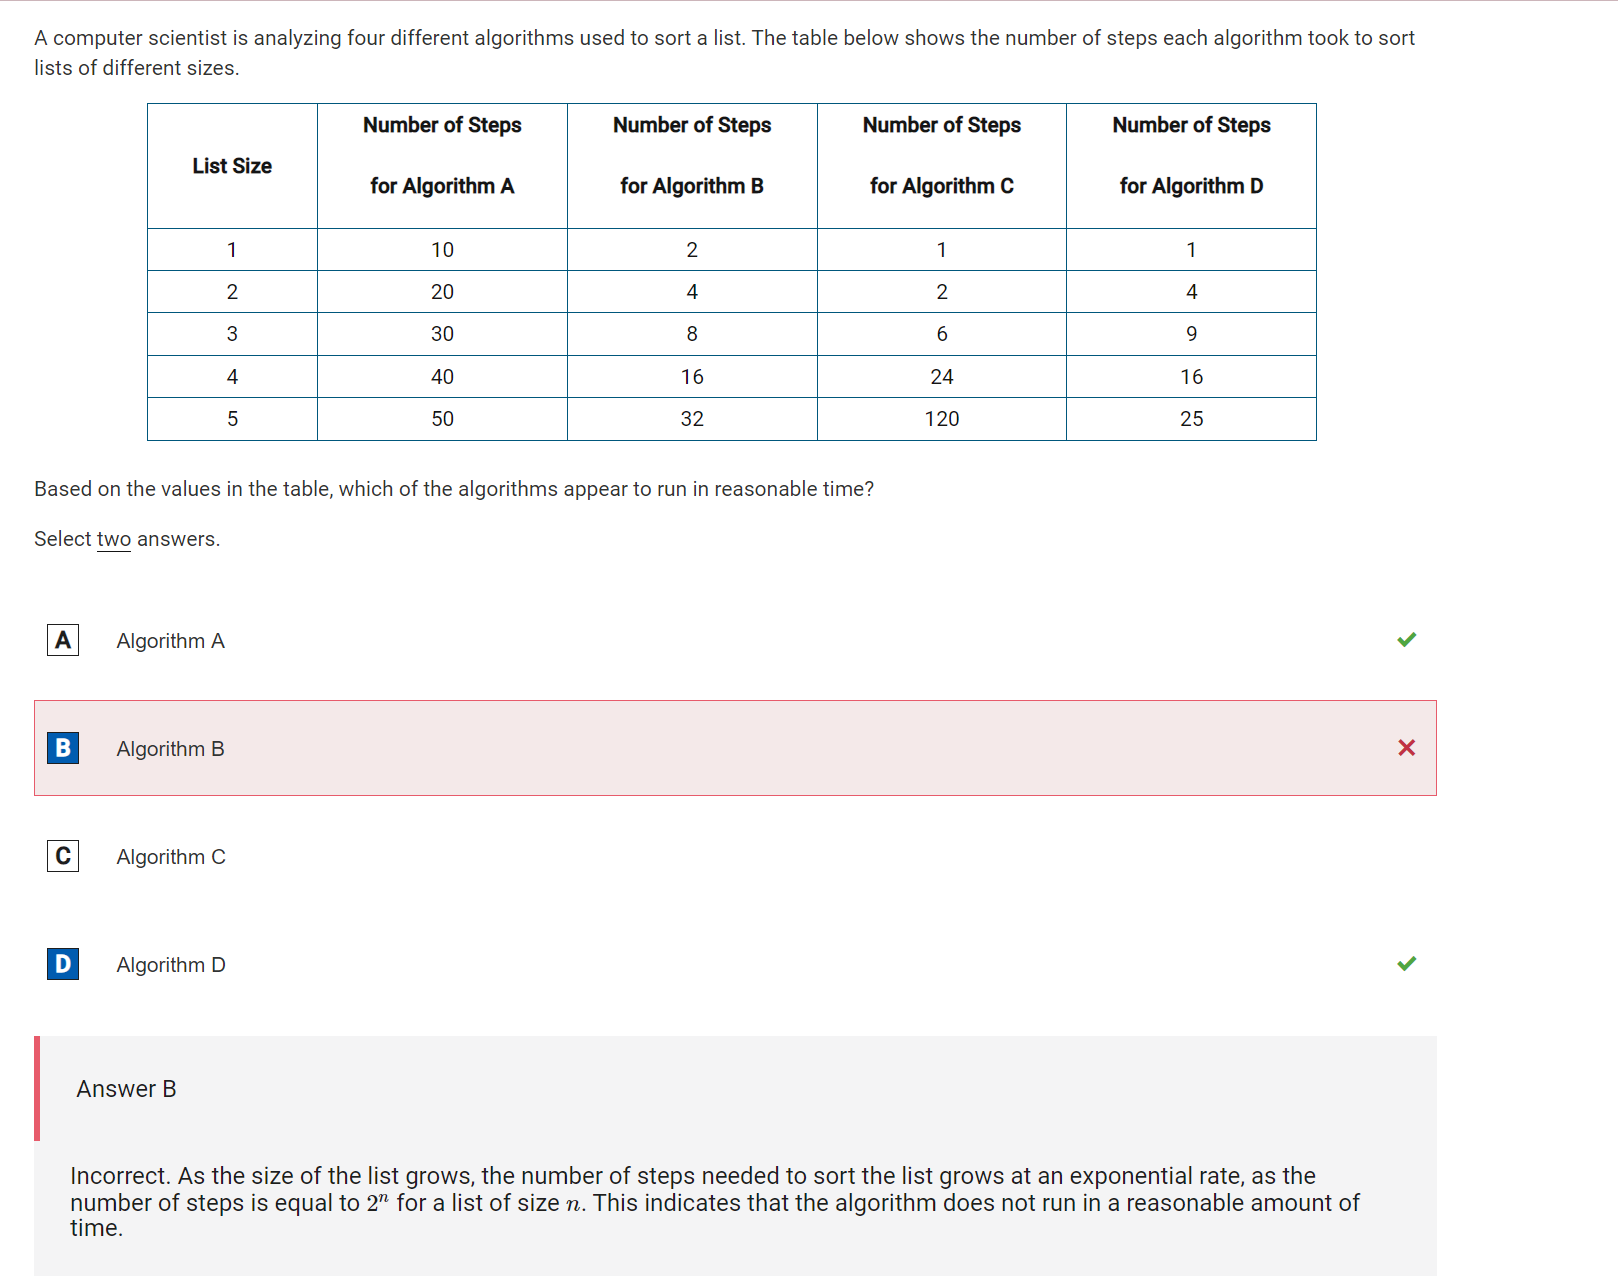 A computer scientist is analyzing four different algorithms used to sort a list. The table below shows the number of steps each algorithm took to sort
lists of different sizes.
List Size | Number of Steps for Algorithm A | Number of Steps for Algorithm B | Number of Steps for Algorithm C | Number of Steps for Algorithm D
1 | 10 | 2 | 1 | 1
2 | 20 | 4 | 2 | 4
3 | 30 | 8 | 6 | 9
4 | 40 | 16 | 24 | 16
5 | 50 | 32 | 120 | 25
Based on the values in the table, which of the algorithms appear to run in reasonable time?
Select two answers.
A Algorithm A
B Algorithm B
C Algorithm C
D Algorithm D
Answer B
Incorrect. As the size of the list grows, the number of steps needed to sort the list grows at an exponential rate, as the
number of steps is equal to 2ⁿ for a list of size n. This indicates that the algorithm does not run in a reasonable amount of
time.